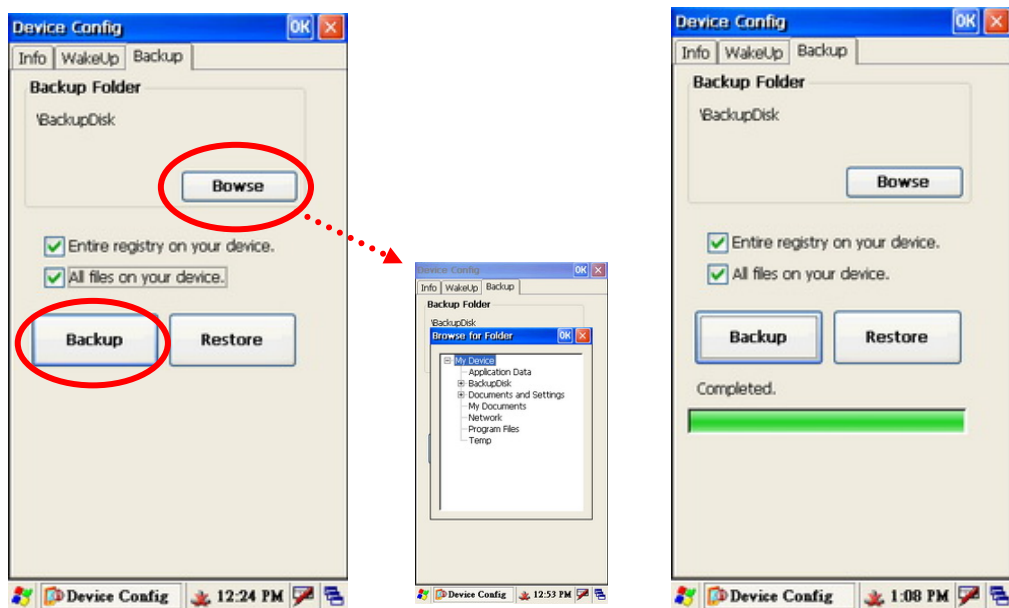 Device Config OK
Info WakeUp Backup
Backup Folder
\BackupDisk
Bowse
Entire registry on your device.
All files on your device.
Backup Restore
Device Config 12:24 PM
Device Config OK
Info WakeUp Backup
Backup Folder
\BackupDisk
Browse for Folder OK
My Device
Application Data
BackupDisk
Documents and Settings
My Documents
Network
Program Files
Temp
Device Config 12:53 PM
Device Config OK
Info WakeUp Backup
Backup Folder
\BackupDisk
Bowse
Entire registry on your device.
All files on your device.
Backup Restore
Completed.
Device Config 1:08 PM